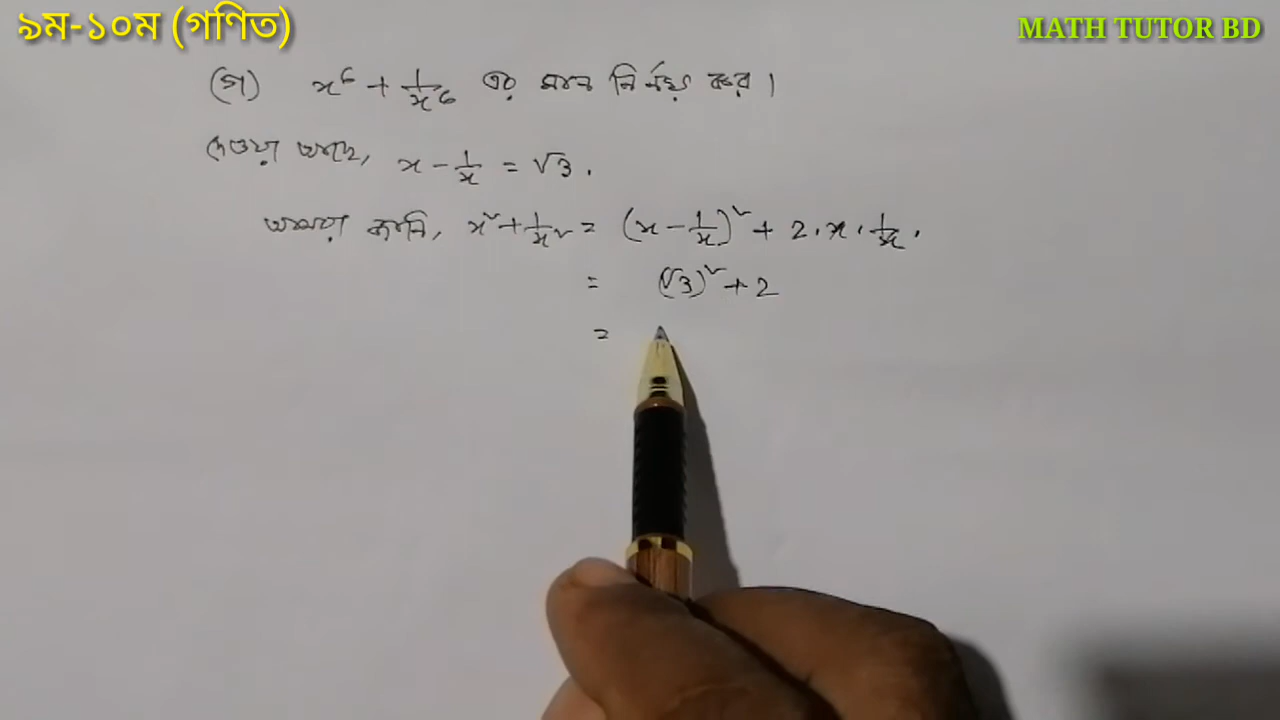 ৯ম-১০ম (গণিত)
MATH TUTOR BD
(গ) x⁶ + 1/x⁶ এর মান নির্ণয় কর।
দেওয়া আছে, x - 1/x = √3.
আমরা জানি, x² + 1/x² = (x - 1/x)² + 2.x.1/x.
= (√3)² + 2
=